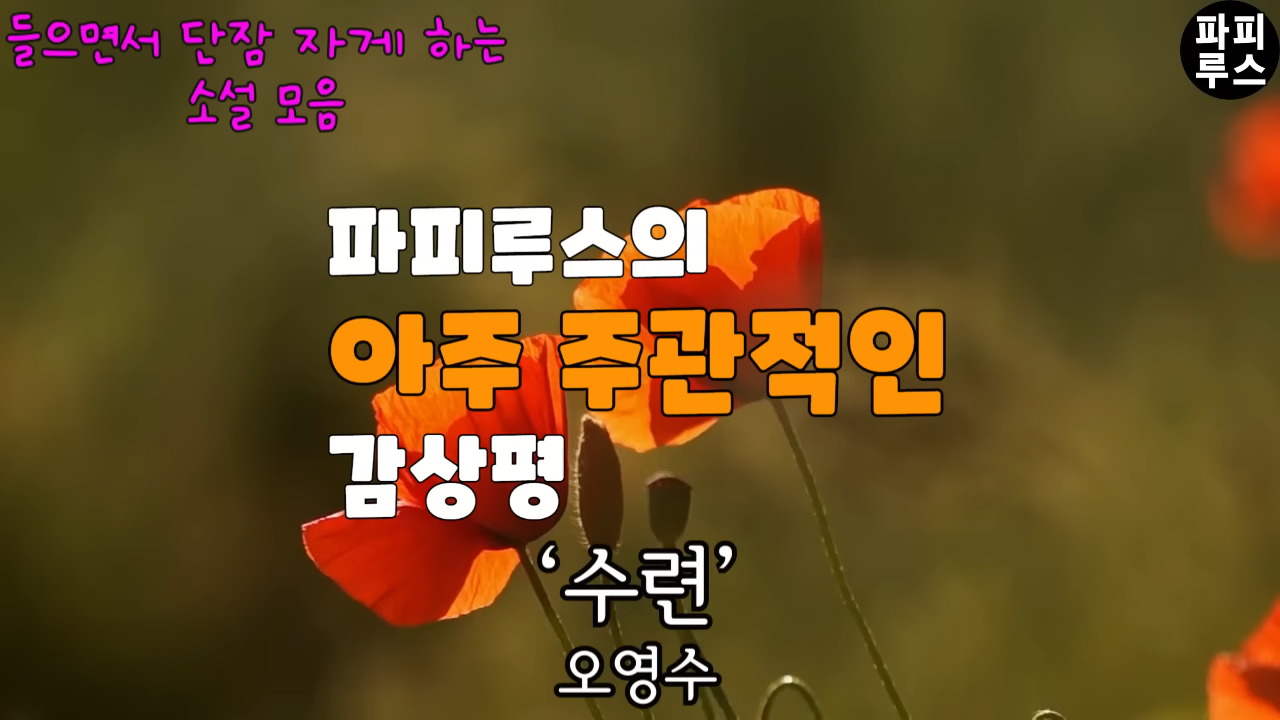 들으면서 단잠 자게 하는
소설 모음
파피
루스
파피루스의
아주 주관적인
감상평
‘수련’
오영수